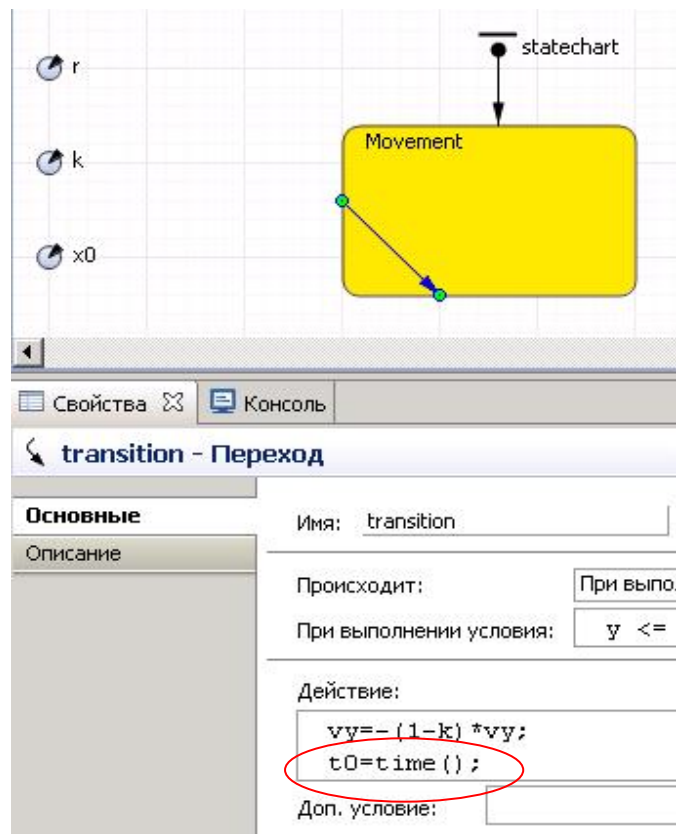 statechart
r
Movement
k
x0
Свойства
Консоль
transition - Переход
Основные
Описание
Имя: transition
Происходит: При выпо
При выполнении условия: y <=
Действие:
vy=-(1-k)*vy;
t0=time();
Доп. условие: